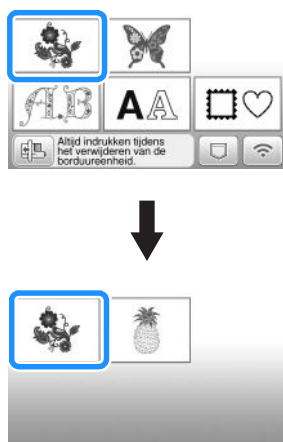 A B
A A
Altijd indrukken tijdens
het verwijderen van de
borduureenheid.